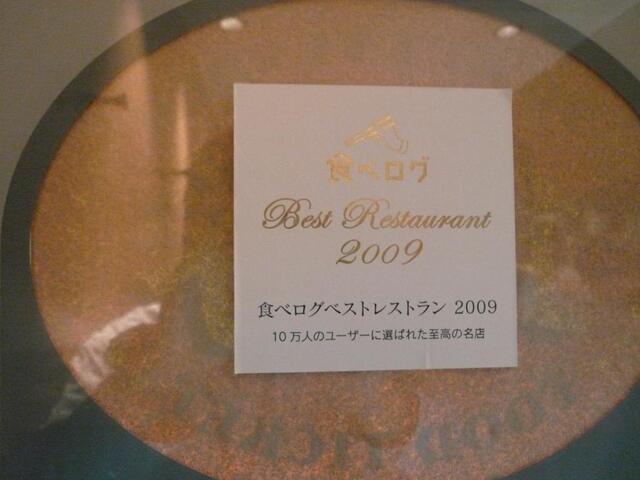 食べログ
Best Restaurant
2009
食べログベストレストラン 2009
10万人のユーザーに選ばれた至高の名店
FOOD TICKET